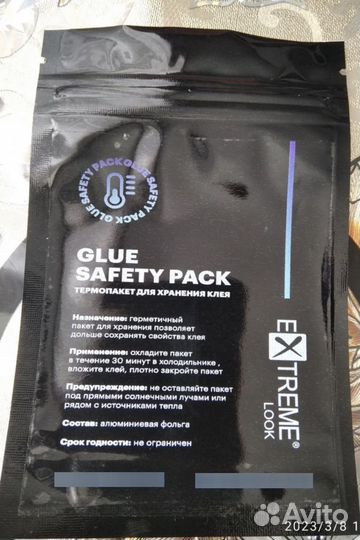 GLUE SAFETY PACK GLUE SAFETY PACK
GLUE
SAFETY PACK
ТЕРМОПАКЕТ ДЛЯ ХРАНЕНИЯ КЛЕЯ
Назначение: герметичный
пакет для хранения позволяет
дольше сохранять свойства клея
Применение: охладите пакет
в течение 30 минут в холодильнике,
вложите клей, плотно закройте пакет
Предупреждение: не оставляйте пакет
под прямыми солнечными лучами или
рядом с источниками тепла
Состав: алюминиевая фольга
Срок годности: не ограничен
EXTREME®
LOOK
Avito
2023/3/8 1